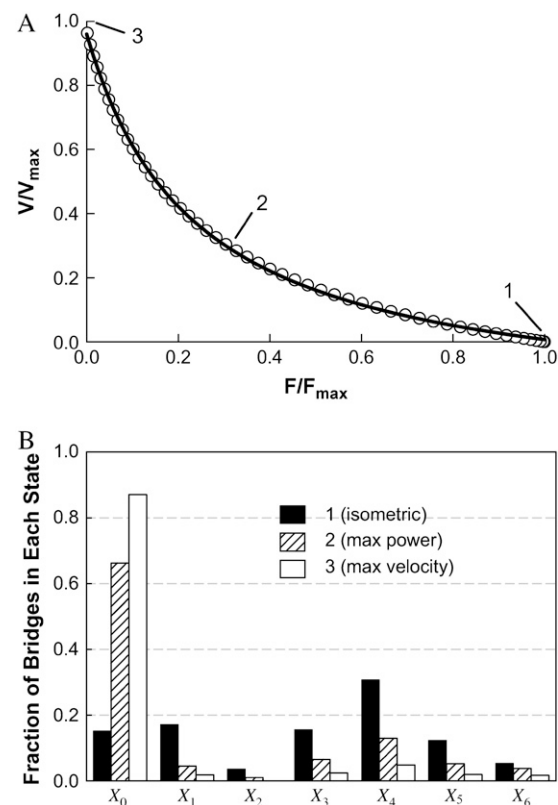 A
1.0
3
0.8
0.6
V/Vmax
0.4
2
0.2
1
0.0
0.0 0.2 0.4 0.6 0.8 1.0
F/Fmax
B
1.0
Fraction of Bridges in Each State
0.8
1 (isometric)
2 (max power)
3 (max velocity)
0.6
0.4
0.2
0.0
X0 X1 X2 X3 X4 X5 X6